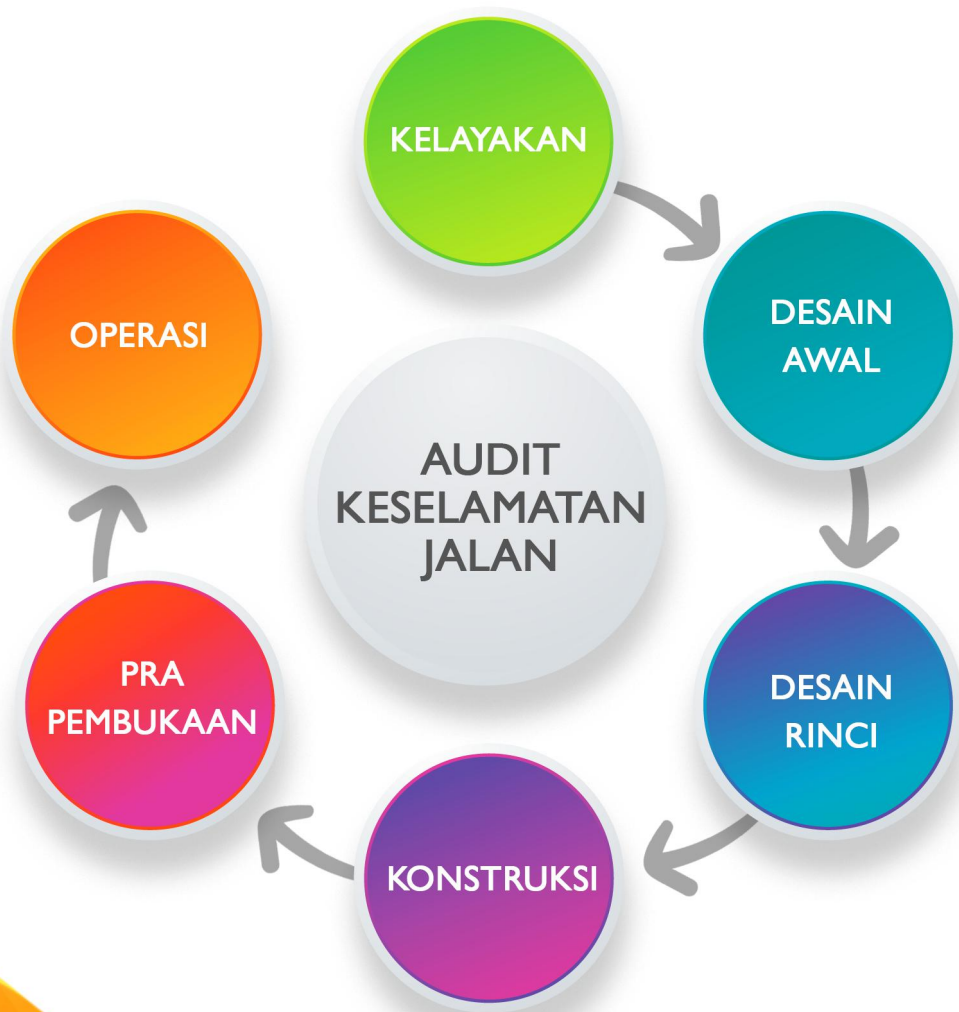 KELAYAKAN
DESAIN
AWAL
DESAIN
RINCI
KONSTRUKSI
PRA
PEMBUKAAN
OPERASI
AUDIT
KESELAMATAN
JALAN